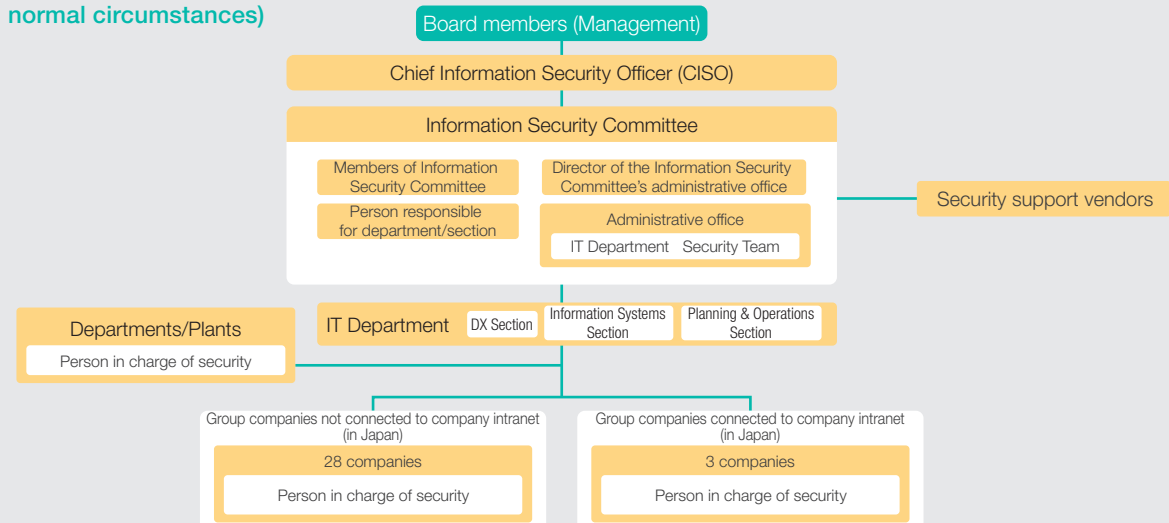 normal circumstances)
Board members (Management)
Chief Information Security Officer (CISO)
Information Security Committee
Members of Information
Security Committee
Director of the Information Security
Committee's administrative office
Person responsible
for department/section
Administrative office
IT Department Security Team
Security support vendors
Departments/Plants
Person in charge of security
IT Department
DX Section
Information Systems
Section
Planning & Operations
Section
Group companies not connected to company intranet
(in Japan)
28 companies
Person in charge of security
Group companies connected to company intranet
(in Japan)
3 companies
Person in charge of security